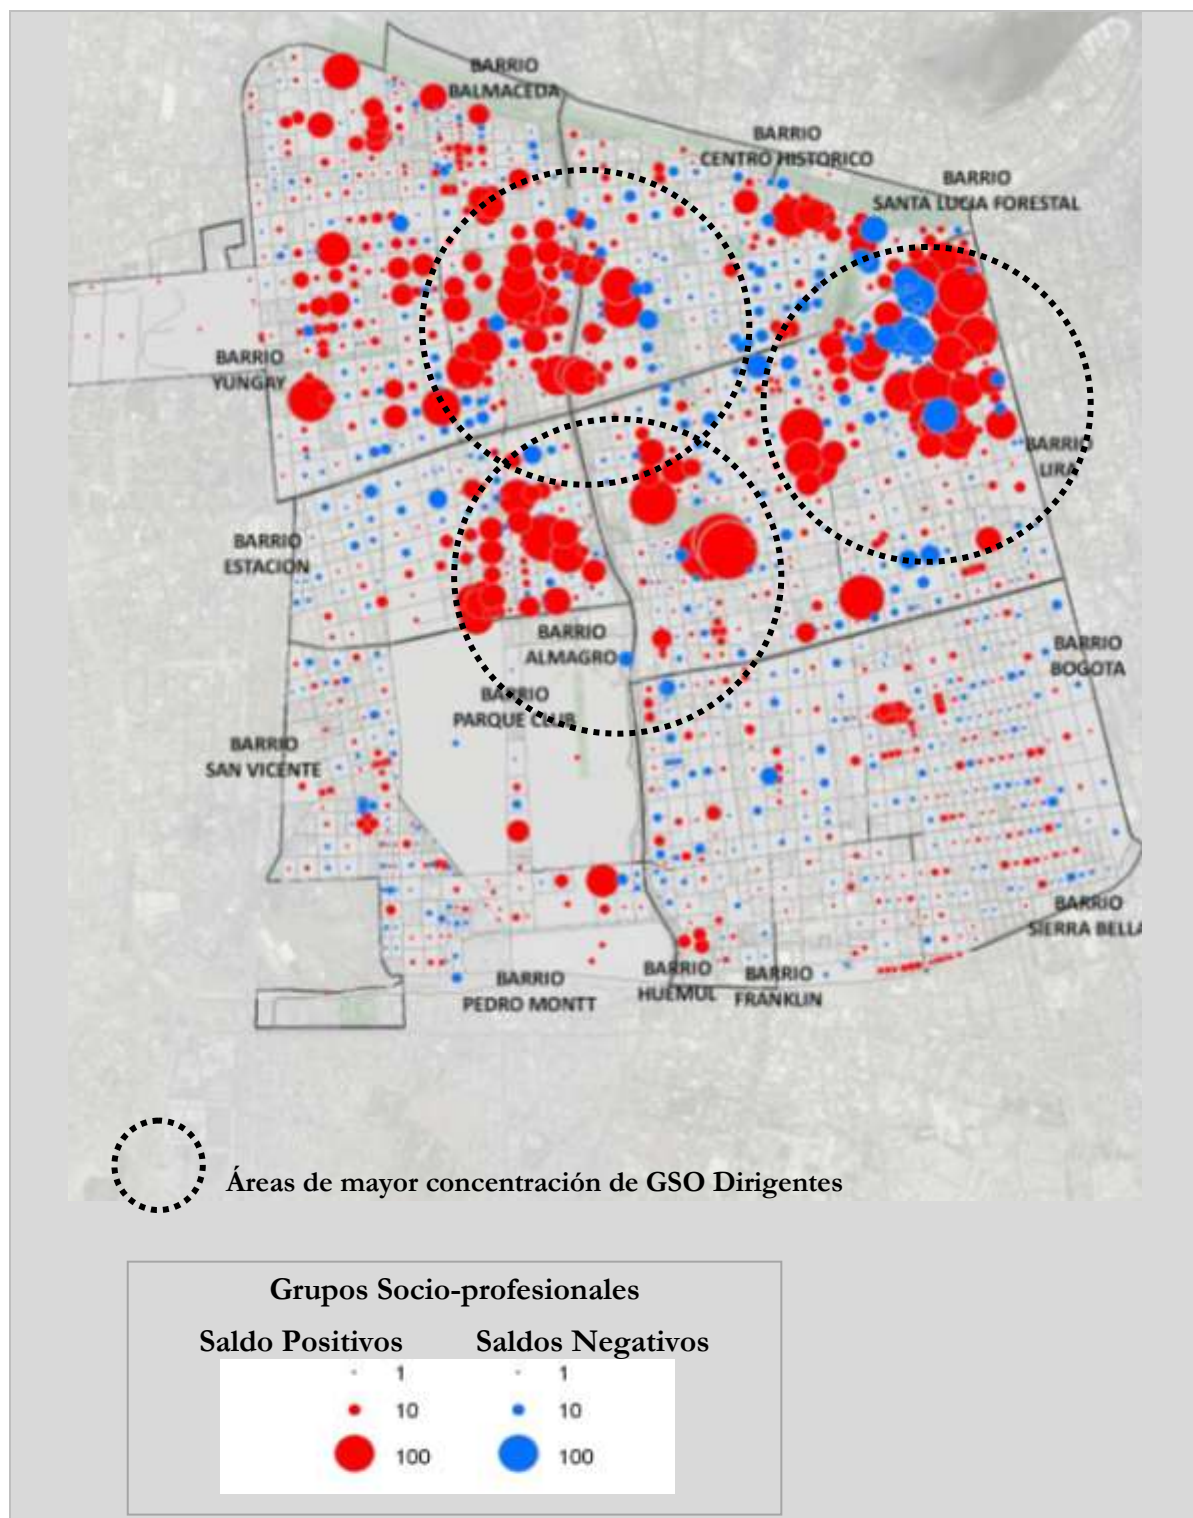 BARRIO
BALMACEDA
BARRIO
CENTRO HISTORICO
BARRIO
SANTA LUCIA FORESTAL
BARRIO
YUNGAY
BARRIO
LIRA
BARRIO
ESTACION
BARRIO
ALMAGRO
BARRIO
BOGOTA
BARRIO
PARQUE CLUB
BARRIO
SAN VICENTE
BARRIO
SIERRA BELLA
BARRIO
PEDRO MONTT
BARRIO
HUEMUL
BARRIO
FRANKLIN
Áreas de mayor concentración de GSO Dirigentes
Grupos Socio-profesionales
Saldo Positivos Saldos Negativos
1 1
10 10
100 100